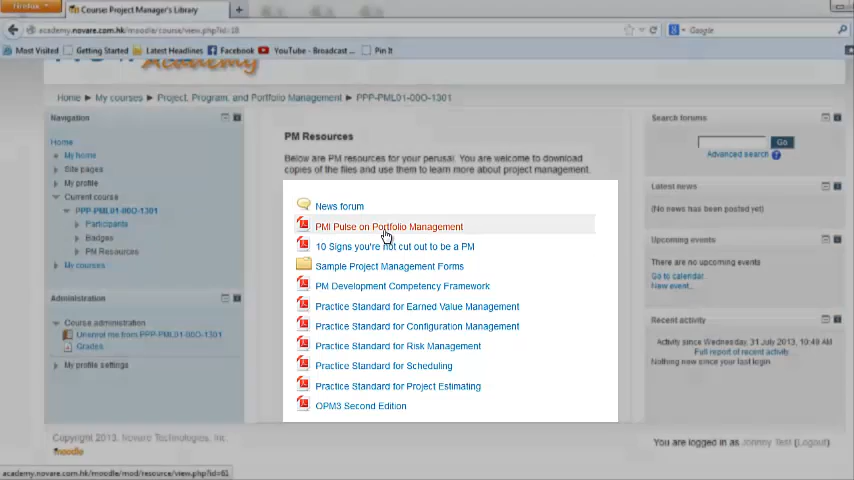 Firefox
Course: Project Manager's Library
academy.novare.com.hk/moodle/course/view.php?id=18
Google
Most Visited
Getting Started
Latest Headlines
Facebook
YouTube - Broadcast ...
Pin It
Academy
Home
My courses
Project, Program, and Portfolio Management
PPP-PML01-00O-1301
Navigation
Home
My home
Site pages
My profile
Current course
PPP-PML01-00O-1301
Participants
Badges
PM Resources
My courses
Administration
Course administration
Unenrol me from PPP-PML01-00O-1301
Grades
My profile settings
PM Resources
Below are PM resources for your perusal. You are welcome to download
copies of the files and use them to learn more about project management.
News forum
PMI Pulse on Portfolio Management
10 Signs you're not cut out to be a PM
Sample Project Management Forms
PM Development Competency Framework
Practice Standard for Earned Value Management
Practice Standard for Configuration Management
Practice Standard for Risk Management
Practice Standard for Scheduling
Practice Standard for Project Estimating
OPM3 Second Edition
Search forums
Go
Advanced search
Latest news
(No news has been posted yet)
Upcoming events
There are no upcoming events
Go to calendar...
New event...
Recent activity
Activity since Wednesday, 31 July 2013, 10:49 AM
Full report of recent activity...
Nothing new since your last login
Copyright 2013. Novare Technologies, Inc.
moodle
You are logged in as Johnny Test (Logout)
academy.novare.com.hk/moodle/mod/resource/view.php?id=61